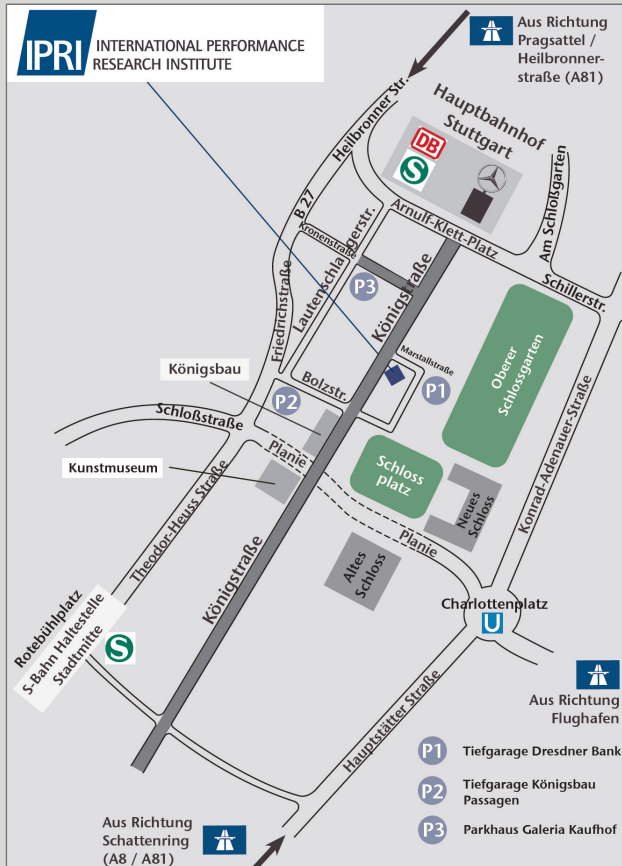 IPRI
INTERNATIONAL PERFORMANCE
RESEARCH INSTITUTE
Aus Richtung
Pragsattel /
Heilbronner-
straße (A81)
Hauptbahnhof
Stuttgart
DB
S
Heilbronner Str.
B 27
Arnulf-Klett-Platz
Am Schloßgarten
Schillerstr.
Kronenstraße
Lautenschlagerstr.
P3
Königstraße
Friedrichstraße
Marstallstraße
P1
Oberer
Schlossgarten
Konrad-Adenauer-Straße
Königsbau
Bolzstr.
P2
Schloßstraße
Planie
Kunstmuseum
Schloss
platz
Neues
Schloss
Theodor-Heuss Straße
Planie
Altes
Schloss
Königstraße
Charlottenplatz
U
Rotebühlplatz
S-Bahn Haltestelle
Stadtmitte
S
Aus Richtung
Flughafen
Hauptstätter Straße
P1 Tiefgarage Dresdner Bank
P2 Tiefgarage Königsbau
Passagen
P3 Parkhaus Galeria Kaufhof
Aus Richtung
Schattenring
(A8 / A81)